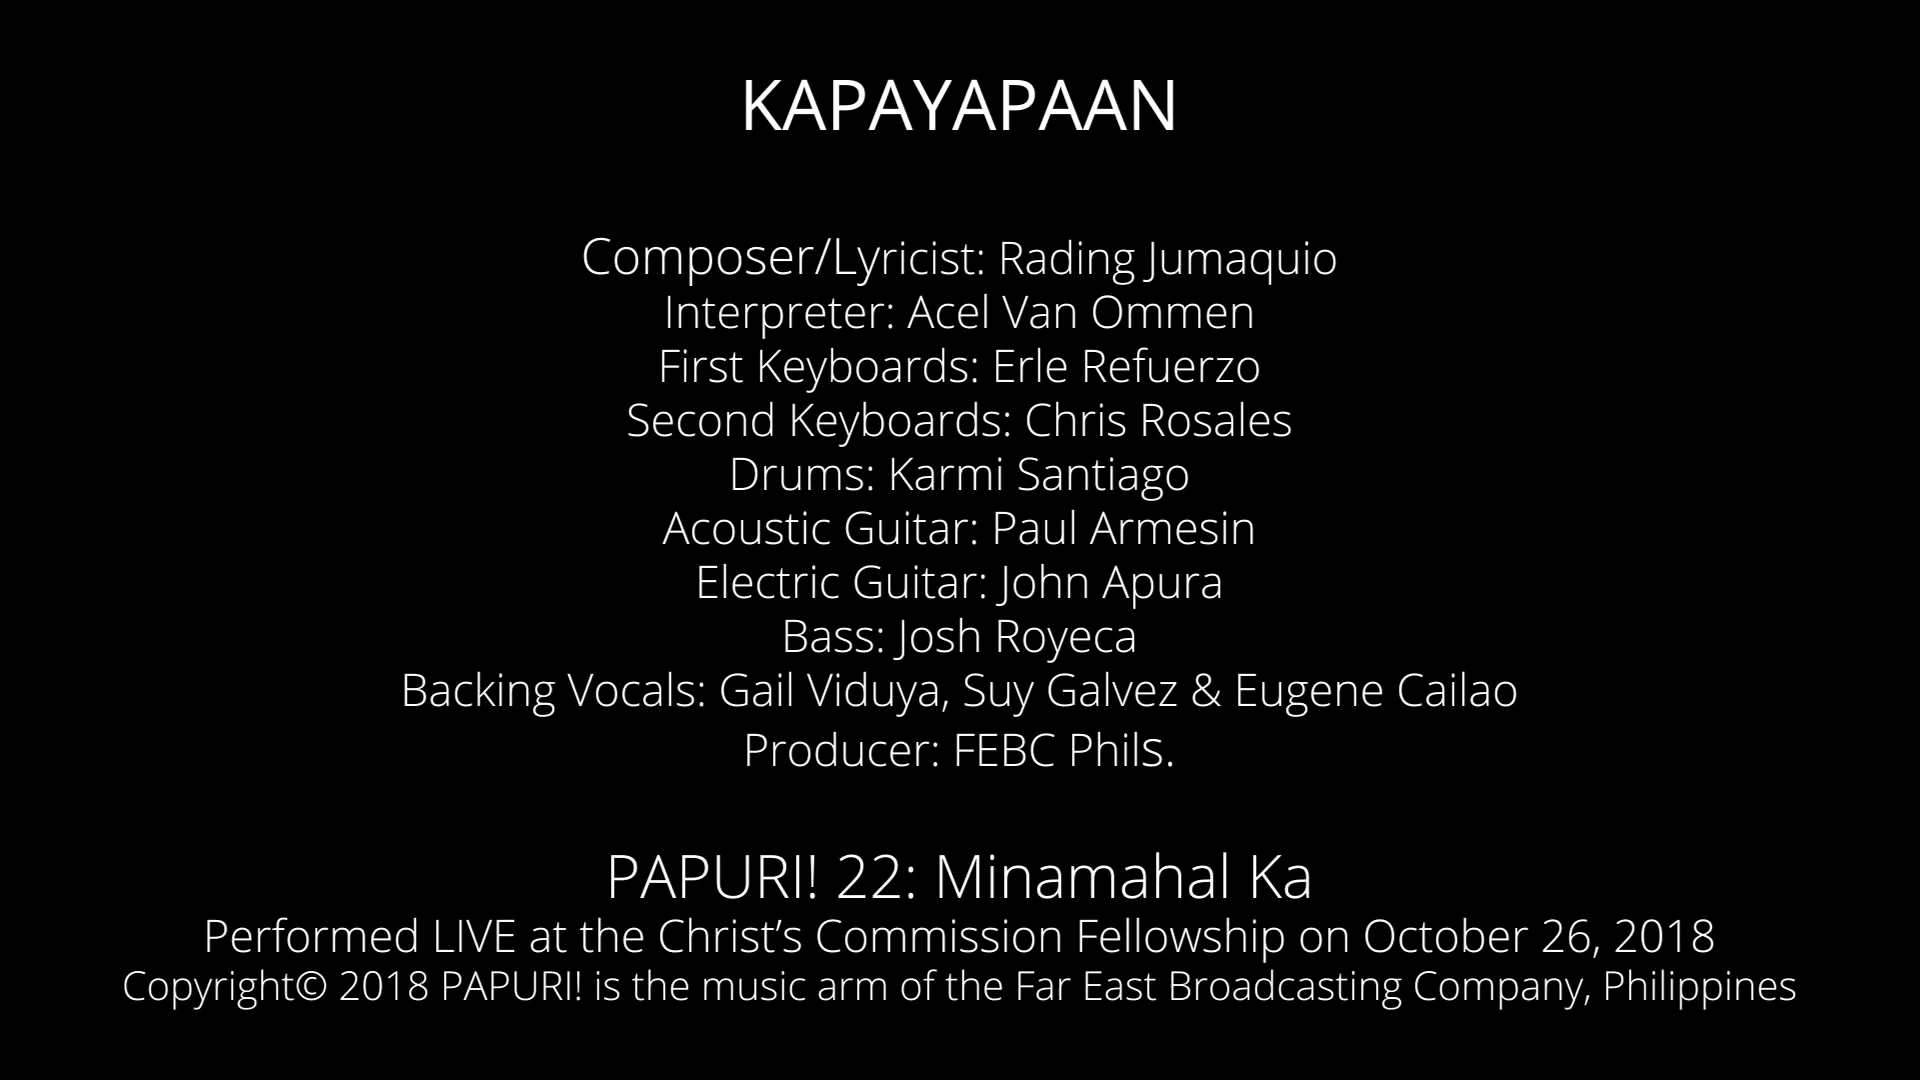 KAPAYAPAAN
Composer/Lyricist: Rading Jumaquio
Interpreter: Acel Van Ommen
First Keyboards: Erle Refuerzo
Second Keyboards: Chris Rosales
Drums: Karmi Santiago
Acoustic Guitar: Paul Armesin
Electric Guitar: John Apura
Bass: Josh Royeca
Backing Vocals: Gail Viduya, Suy Galvez & Eugene Cailao
Producer: FEBC Phils.
PAPURI! 22: Minamahal Ka
Performed LIVE at the Christ’s Commission Fellowship on October 26, 2018
Copyright© 2018 PAPURI! is the music arm of the Far East Broadcasting Company, Philippines